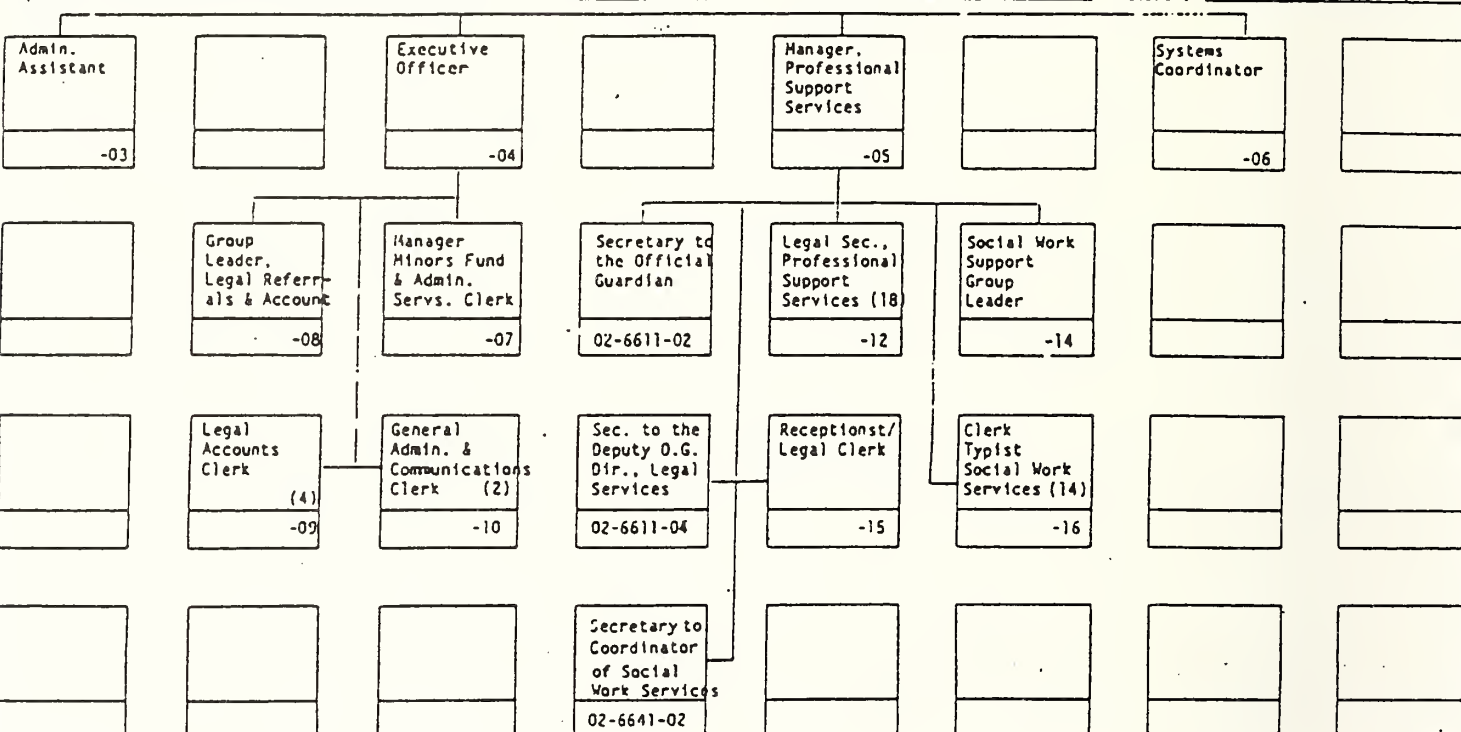 Admin.
Assistant
-03
Executive
Officer
-04
Manager,
Professional
Support
Services
-05
Systems
Coordinator
-06
Group
Leader,
Legal Referr-
als & Account
-08
Manager
Minors Fund
& Admin.
Servs. Clerk
-07
Secretary to
the Official
Guardian
02-6611-02
Legal Sec.,
Professional
Support
Services (18)
-12
Social Work
Support
Group
Leader
-14
Legal
Accounts
Clerk
(4)
-09
General
Admin. &
Communications
Clerk (2)
-10
Sec. to the
Deputy O.G.
Dir., Legal
Services
02-6611-04
Receptionst/
Legal Clerk
-15
Clerk
Typist
Social Work
Services (14)
-16
Secretary to
Coordinator
of Social
Work Services
02-6641-02